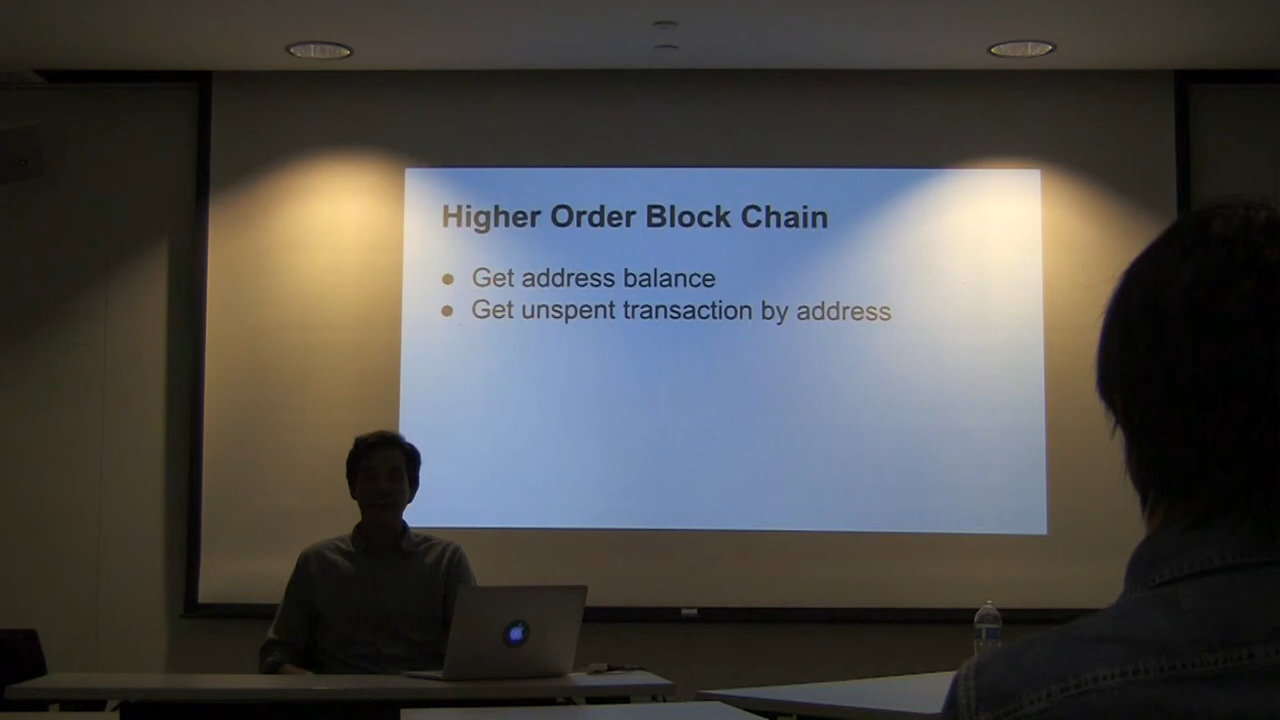 Higher Order Block Chain
● Get address balance
● Get unspent transaction by address